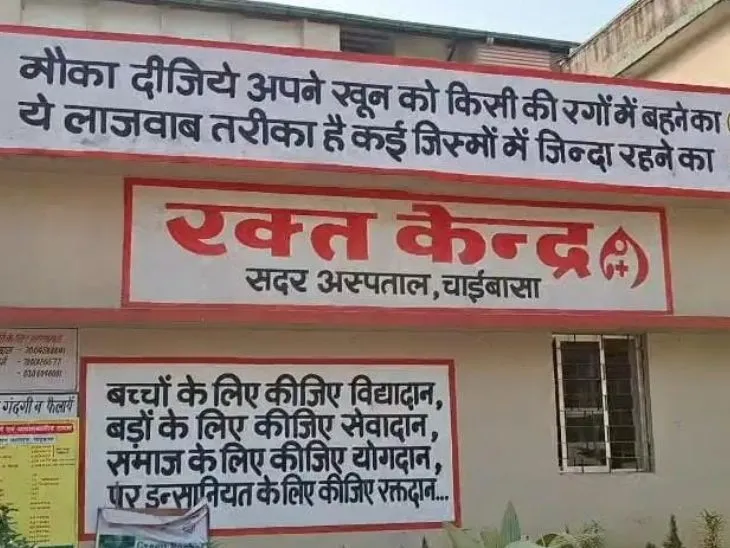 मौका दीजिये अपने खून को किसी की रगों में बहने का
ये लाजवाब तरीका है कई जिस्मों में जिन्दा रहने का
रक्त केन्द्र
सदर अस्पताल, चाईबासा
बच्चों के लिए कीजिए विद्यादान,
बड़ों के लिए कीजिए सेवादान,
समाज के लिए कीजिए योगदान,
पर इन्सानियत के लिए कीजिए रक्तदान...
गंदगी न फैलायें